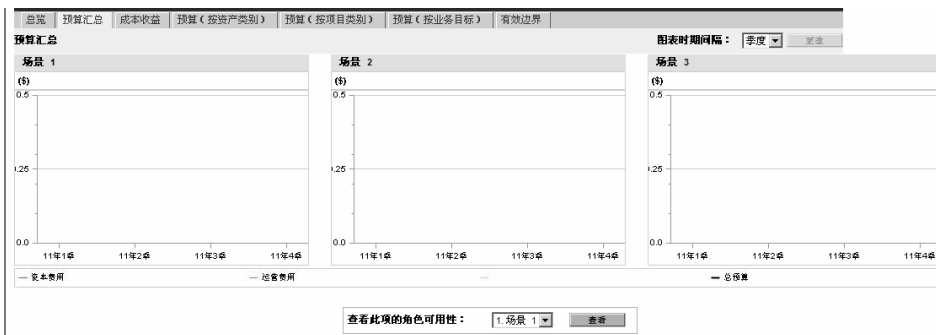 总览 预算汇总 成本收益 预算(按资产类别) 预算(按项目类别) 预算(按业务目标) 有效边界
预算汇总 图表时期间隔： 季度 更改
场景 1 场景 2 场景 3
($) ($) ($)
0.5 0.5 0.5
0.25 0.25 0.25
0.0 0.0 0.0
11年1季 11年2季 11年3季 11年4季 11年1季 11年2季 11年3季 11年4季 11年1季 11年2季 11年3季 11年4季
资本费用 运营费用 总预算
查看此项的角色可用性： 1.场景 1 查看